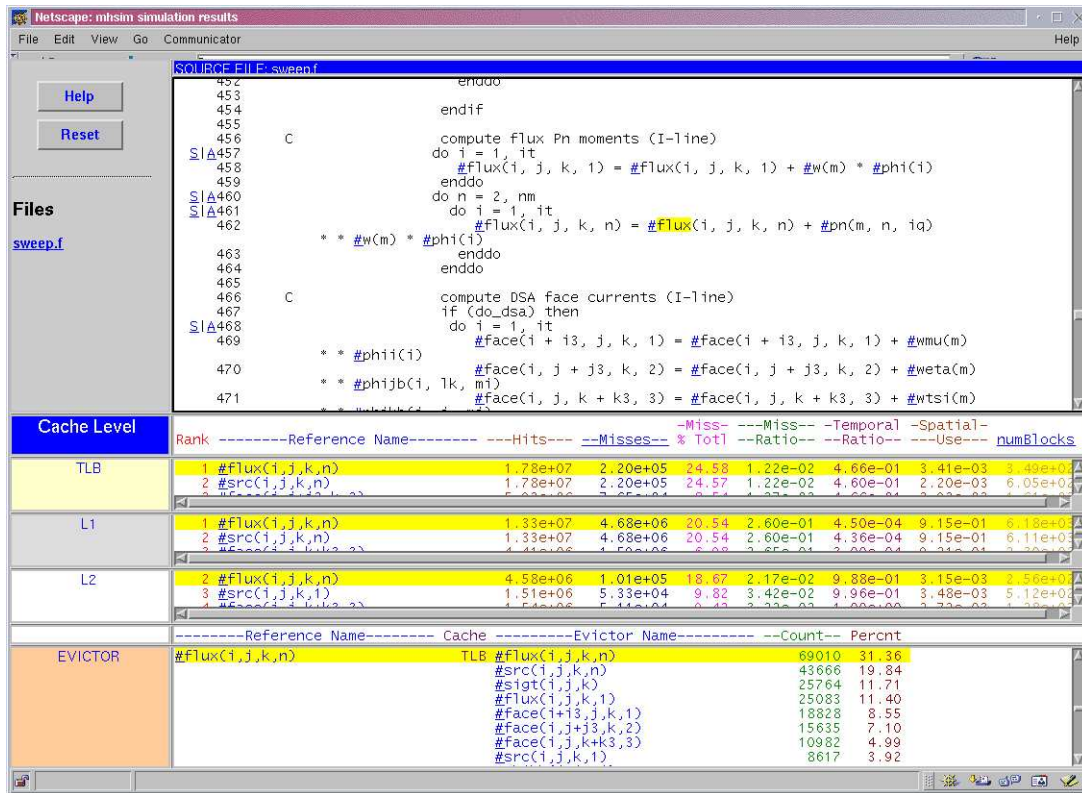 Netscape: mhsim simulation results
File Edit View Go Communicator Help
Help
Reset
Files
sweep.f
SOURCE FILE: sweep.f
452 enddo
453
454 endif
455
456 C compute flux Pn moments (I-line)
S|A457 do i = 1, it
458 #flux(i, j, k, 1) = #flux(i, j, k, 1) + #w(m) * #phi(i)
459 enddo
S|A460 do n = 2, nm
S|A461 do i = 1, it
462 #flux(i, j, k, n) = #flux(i, j, k, n) + #pn(m, n, iq)
* * #w(m) * #phi(i)
463 enddo
464 enddo
465
466 C compute DSA face currents (I-line)
467 if (do_dsa) then
S|A468 do i = 1, it
469 #face(i + i3, j, k, 1) = #face(i + i3, j, k, 1) + #wmu(m)
* * #phii(i)
470 #face(i, j + j3, k, 2) = #face(i, j + j3, k, 2) + #weta(m)
* * #phijb(i, lk, mi)
471 #face(i, j, k + k3, 3) = #face(i, j, k + k3, 3) + #wtsi(m)
Cache Level
-Miss- ---Miss-- -Temporal -Spatial-
Rank --------Reference Name-------- ---Hits--- --Misses-- % Totl --Ratio-- --Ratio-- ---Use--- numBlocks
TLB
1 #flux(i,j,k,n) 1.78e+07 2.20e+05 24.58 1.22e-02 4.66e-01 3.41e-03 3.49e+02
2 #src(i,j,k,n) 1.78e+07 2.20e+05 24.57 1.22e-02 4.60e-01 2.20e-03 6.05e+02
L1
1 #flux(i,j,k,n) 1.33e+07 4.68e+06 20.54 2.60e-01 4.50e-04 9.15e-01 6.18e+03
2 #src(i,j,k,n) 1.33e+07 4.68e+06 20.54 2.60e-01 4.36e-04 9.15e-01 6.11e+03
L2
2 #flux(i,j,k,n) 4.58e+06 1.01e+05 18.67 2.17e-02 9.88e-01 3.15e-03 2.56e+02
3 #src(i,j,k,1) 1.51e+06 5.33e+04 9.82 3.42e-02 9.96e-01 3.48e-03 5.12e+02
--------Reference Name-------- Cache ---------Evictor Name--------- --Count-- Percnt
EVICTOR
#flux(i,j,k,n) TLB #flux(i,j,k,n) 69010 31.36
#src(i,j,k,n) 43666 19.84
#sigt(i,j,k) 25764 11.71
#flux(i,j,k,1) 25083 11.40
#face(i+i3,j,k,1) 18828 8.55
#face(i,j+j3,k,2) 15635 7.10
#face(i,j,k+k3,3) 10982 4.99
#src(i,j,k,1) 8617 3.92